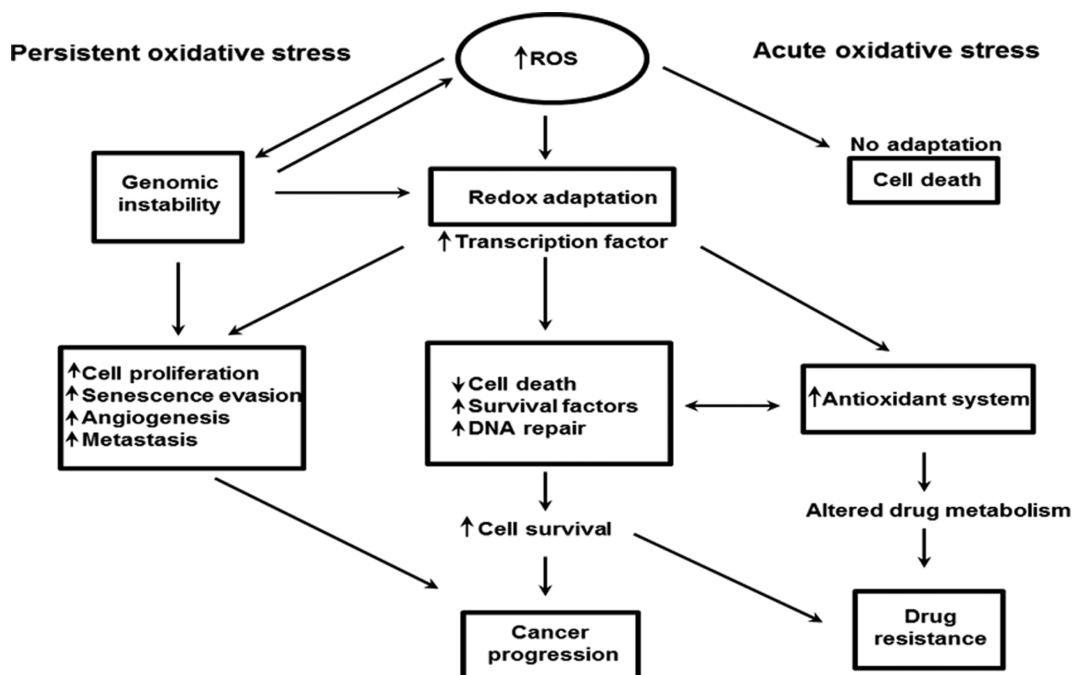 Persistent oxidative stress
↑ROS
Acute oxidative stress
No adaptation
Cell death
Genomic
instability
Redox adaptation
↑Transcription factor
↑Cell proliferation
↑Senescence evasion
↑Angiogenesis
↑Metastasis
↓Cell death
↑Survival factors
↑DNA repair
↑Antioxidant system
Altered drug metabolism
↑Cell survival
Cancer
progression
Drug
resistance